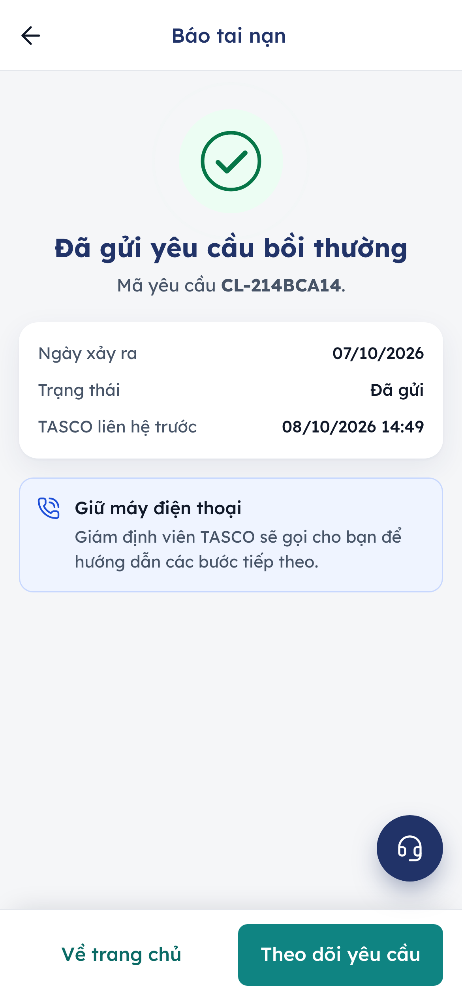 Báo tai nạn
Đã gửi yêu cầu bồi thường
Mã yêu cầu CL-214BCA14.
Ngày xảy ra 07/10/2026
Trạng thái Đã gửi
TASCO liên hệ trước 08/10/2026 14:49
Giữ máy điện thoại
Giám định viên TASCO sẽ gọi cho bạn để
hướng dẫn các bước tiếp theo.
Về trang chủ Theo dõi yêu cầu